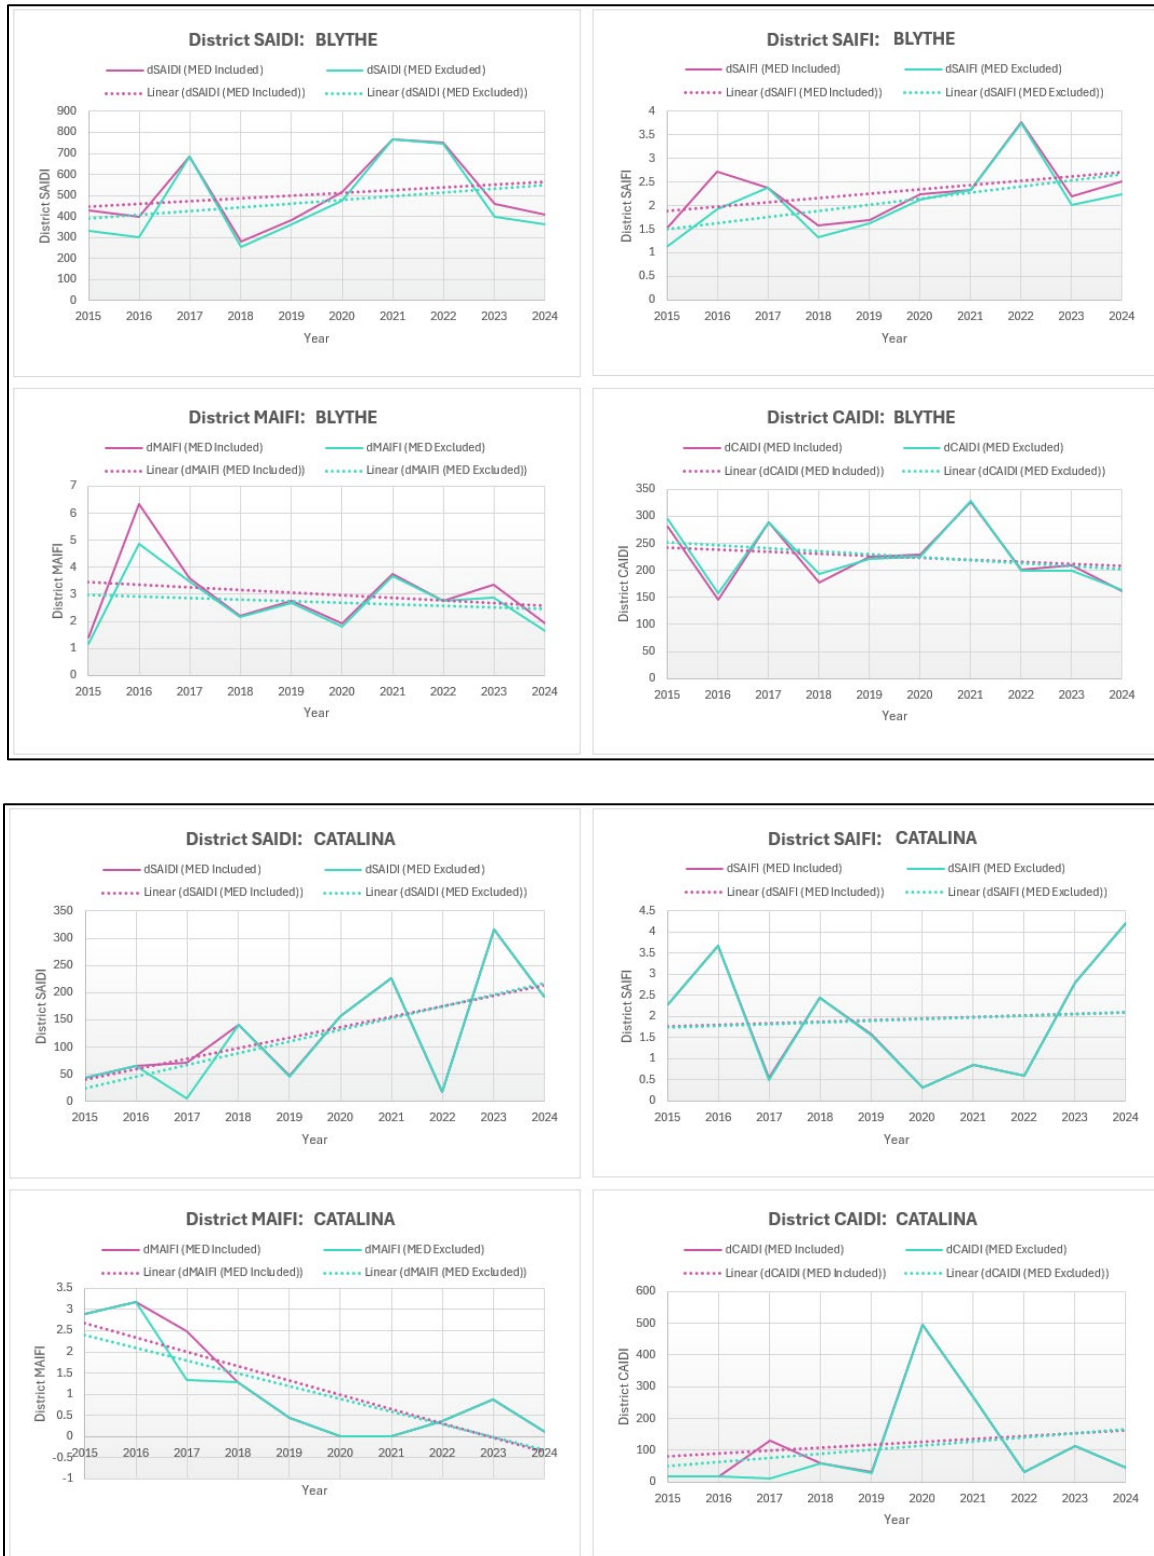 District SAIDI: BLYTHE
dSAIDI (MED Included)
dSAIDI (MED Excluded)
Linear (dSAIDI (MED Included))
Linear (dSAIDI (MED Excluded))
900
800
700
600
500
400
300
200
100
0
District SAIDI
2015 2016 2017 2018 2019 2020 2021 2022 2023 2024
Year
District SAIFI: BLYTHE
dSAIFI (MED Included)
dSAIFI (MED Excluded)
Linear (dSAIFI (MED Included))
Linear (dSAIFI (MED Excluded))
4
3.5
3
2.5
2
1.5
1
0.5
0
District SAIFI
2015 2016 2017 2018 2019 2020 2021 2022 2023 2024
Year
District MAIFI: BLYTHE
dMAIFI (MED Included)
dMAIFI (MED Excluded)
Linear (dMAIFI (MED Included))
Linear (dMAIFI (MED Excluded))
7
6
5
4
3
2
1
0
District MAIFI
2015 2016 2017 2018 2019 2020 2021 2022 2023 2024
Year
District CAIDI: BLYTHE
dCAIDI (MED Included)
dCAIDI (MED Excluded)
Linear (dCAIDI (MED Included))
Linear (dCAIDI (MED Excluded))
350
300
250
200
150
100
50
0
District CAIDI
2015 2016 2017 2018 2019 2020 2021 2022 2023 2024
Year
District SAIDI: CATALINA
dSAIDI (MED Included)
dSAIDI (MED Excluded)
Linear (dSAIDI (MED Included))
Linear (dSAIDI (MED Excluded))
350
300
250
200
150
100
50
0
District SAIDI
2015 2016 2017 2018 2019 2020 2021 2022 2023 2024
Year
District SAIFI: CATALINA
dSAIFI (MED Included)
dSAIFI (MED Excluded)
Linear (dSAIFI (MED Included))
Linear (dSAIFI (MED Excluded))
4.5
4
3.5
3
2.5
2
1.5
1
0.5
0
District SAIFI
2015 2016 2017 2018 2019 2020 2021 2022 2023 2024
Year
District MAIFI: CATALINA
dMAIFI (MED Included)
dMAIFI (MED Excluded)
Linear (dMAIFI (MED Included))
Linear (dMAIFI (MED Excluded))
3.5
3
2.5
2
1.5
1
0.5
0
-0.5
-1
District MAIFI
2015 2016 2017 2018 2019 2020 2021 2022 2023 2024
Year
District CAIDI: CATALINA
dCAIDI (MED Included)
dCAIDI (MED Excluded)
Linear (dCAIDI (MED Included))
Linear (dCAIDI (MED Excluded))
600
500
400
300
200
100
0
District CAIDI
2015 2016 2017 2018 2019 2020 2021 2022 2023 2024
Year